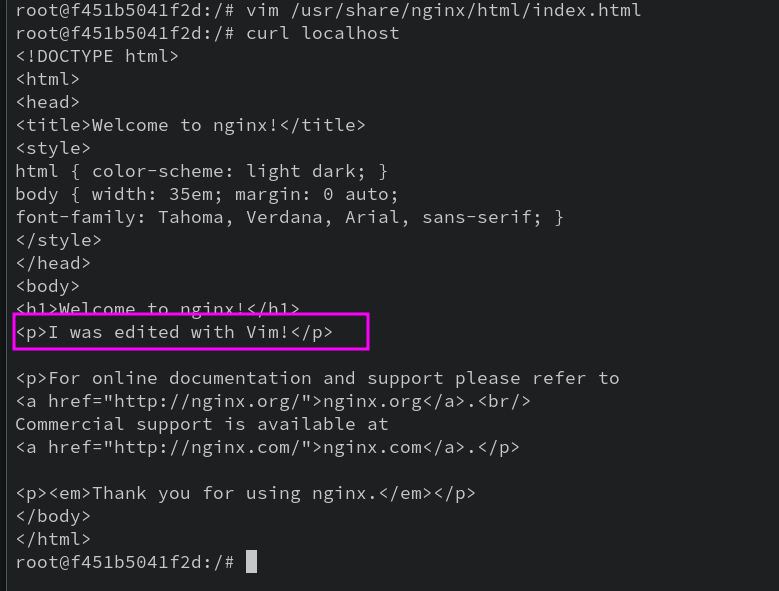 root@f451b5041f2d:/# vim /usr/share/nginx/html/index.html
root@f451b5041f2d:/# curl localhost
<!DOCTYPE html>
<html>
<head>
<title>Welcome to nginx!</title>
<style>
html { color-scheme: light dark; }
body { width: 35em; margin: 0 auto;
font-family: Tahoma, Verdana, Arial, sans-serif; }
</style>
</head>
<body>
<h1>Welcome to nginx!</h1>
<p>I was edited with Vim!</p>

<p>For online documentation and support please refer to
<a href="http://nginx.org/">nginx.org</a>.<br/>
Commercial support is available at
<a href="http://nginx.com/">nginx.com</a>.</p>

<p><em>Thank you for using nginx.</em></p>
</body>
</html>
root@f451b5041f2d:/#